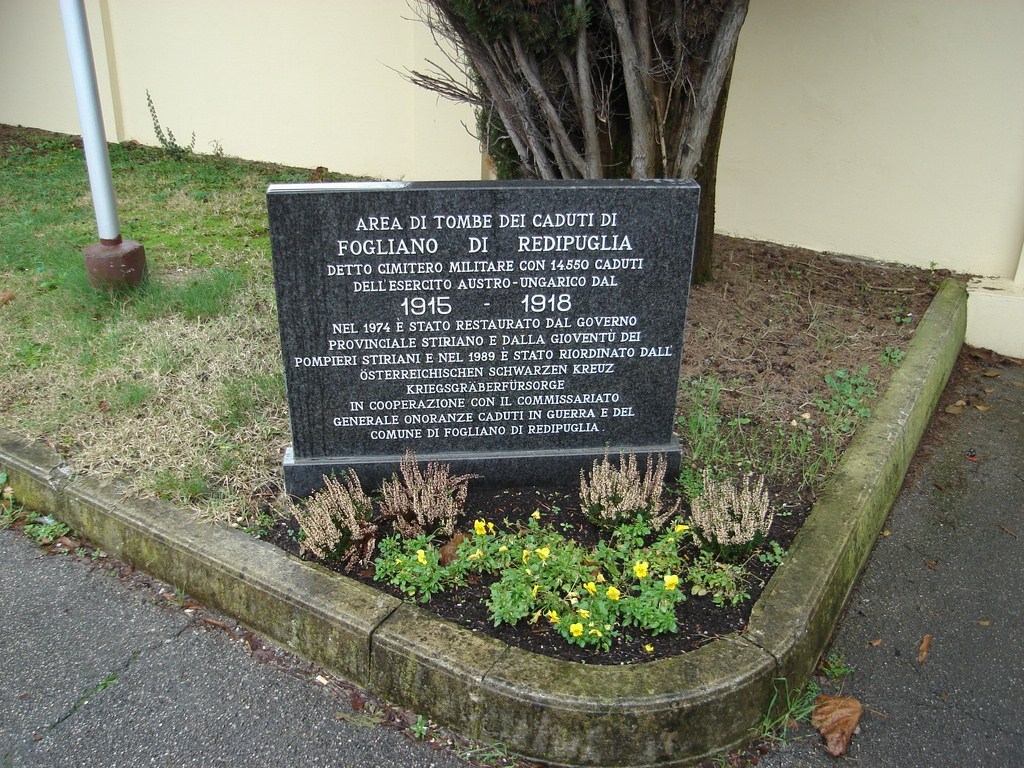 AREA DI TOMBE DEI CADUTI DI
FOGLIANO DI REDIPUGLIA
DETTO CIMITERO MILITARE CON 14.550 CADUTI
DELL'ESERCITO AUSTRO-UNGARICO DAL
1915 - 1918
NEL 1974 È STATO RESTAURATO DAL GOVERNO
PROVINCIALE STIRIANO E DALLA GIOVENTÙ DEI
POMPIERI STIRIANI E NEL 1989 È STATO RIORDINATO DALL'
ÖSTERREICHISCHEN SCHWARZEN KREUZ
KRIEGSGRÄBERFÜRSORGE
IN COOPERAZIONE CON IL COMMISSARIATO
GENERALE ONORANZE CADUTI IN GUERRA E DEL
COMUNE DI FOGLIANO DI REDIPUGLIA.